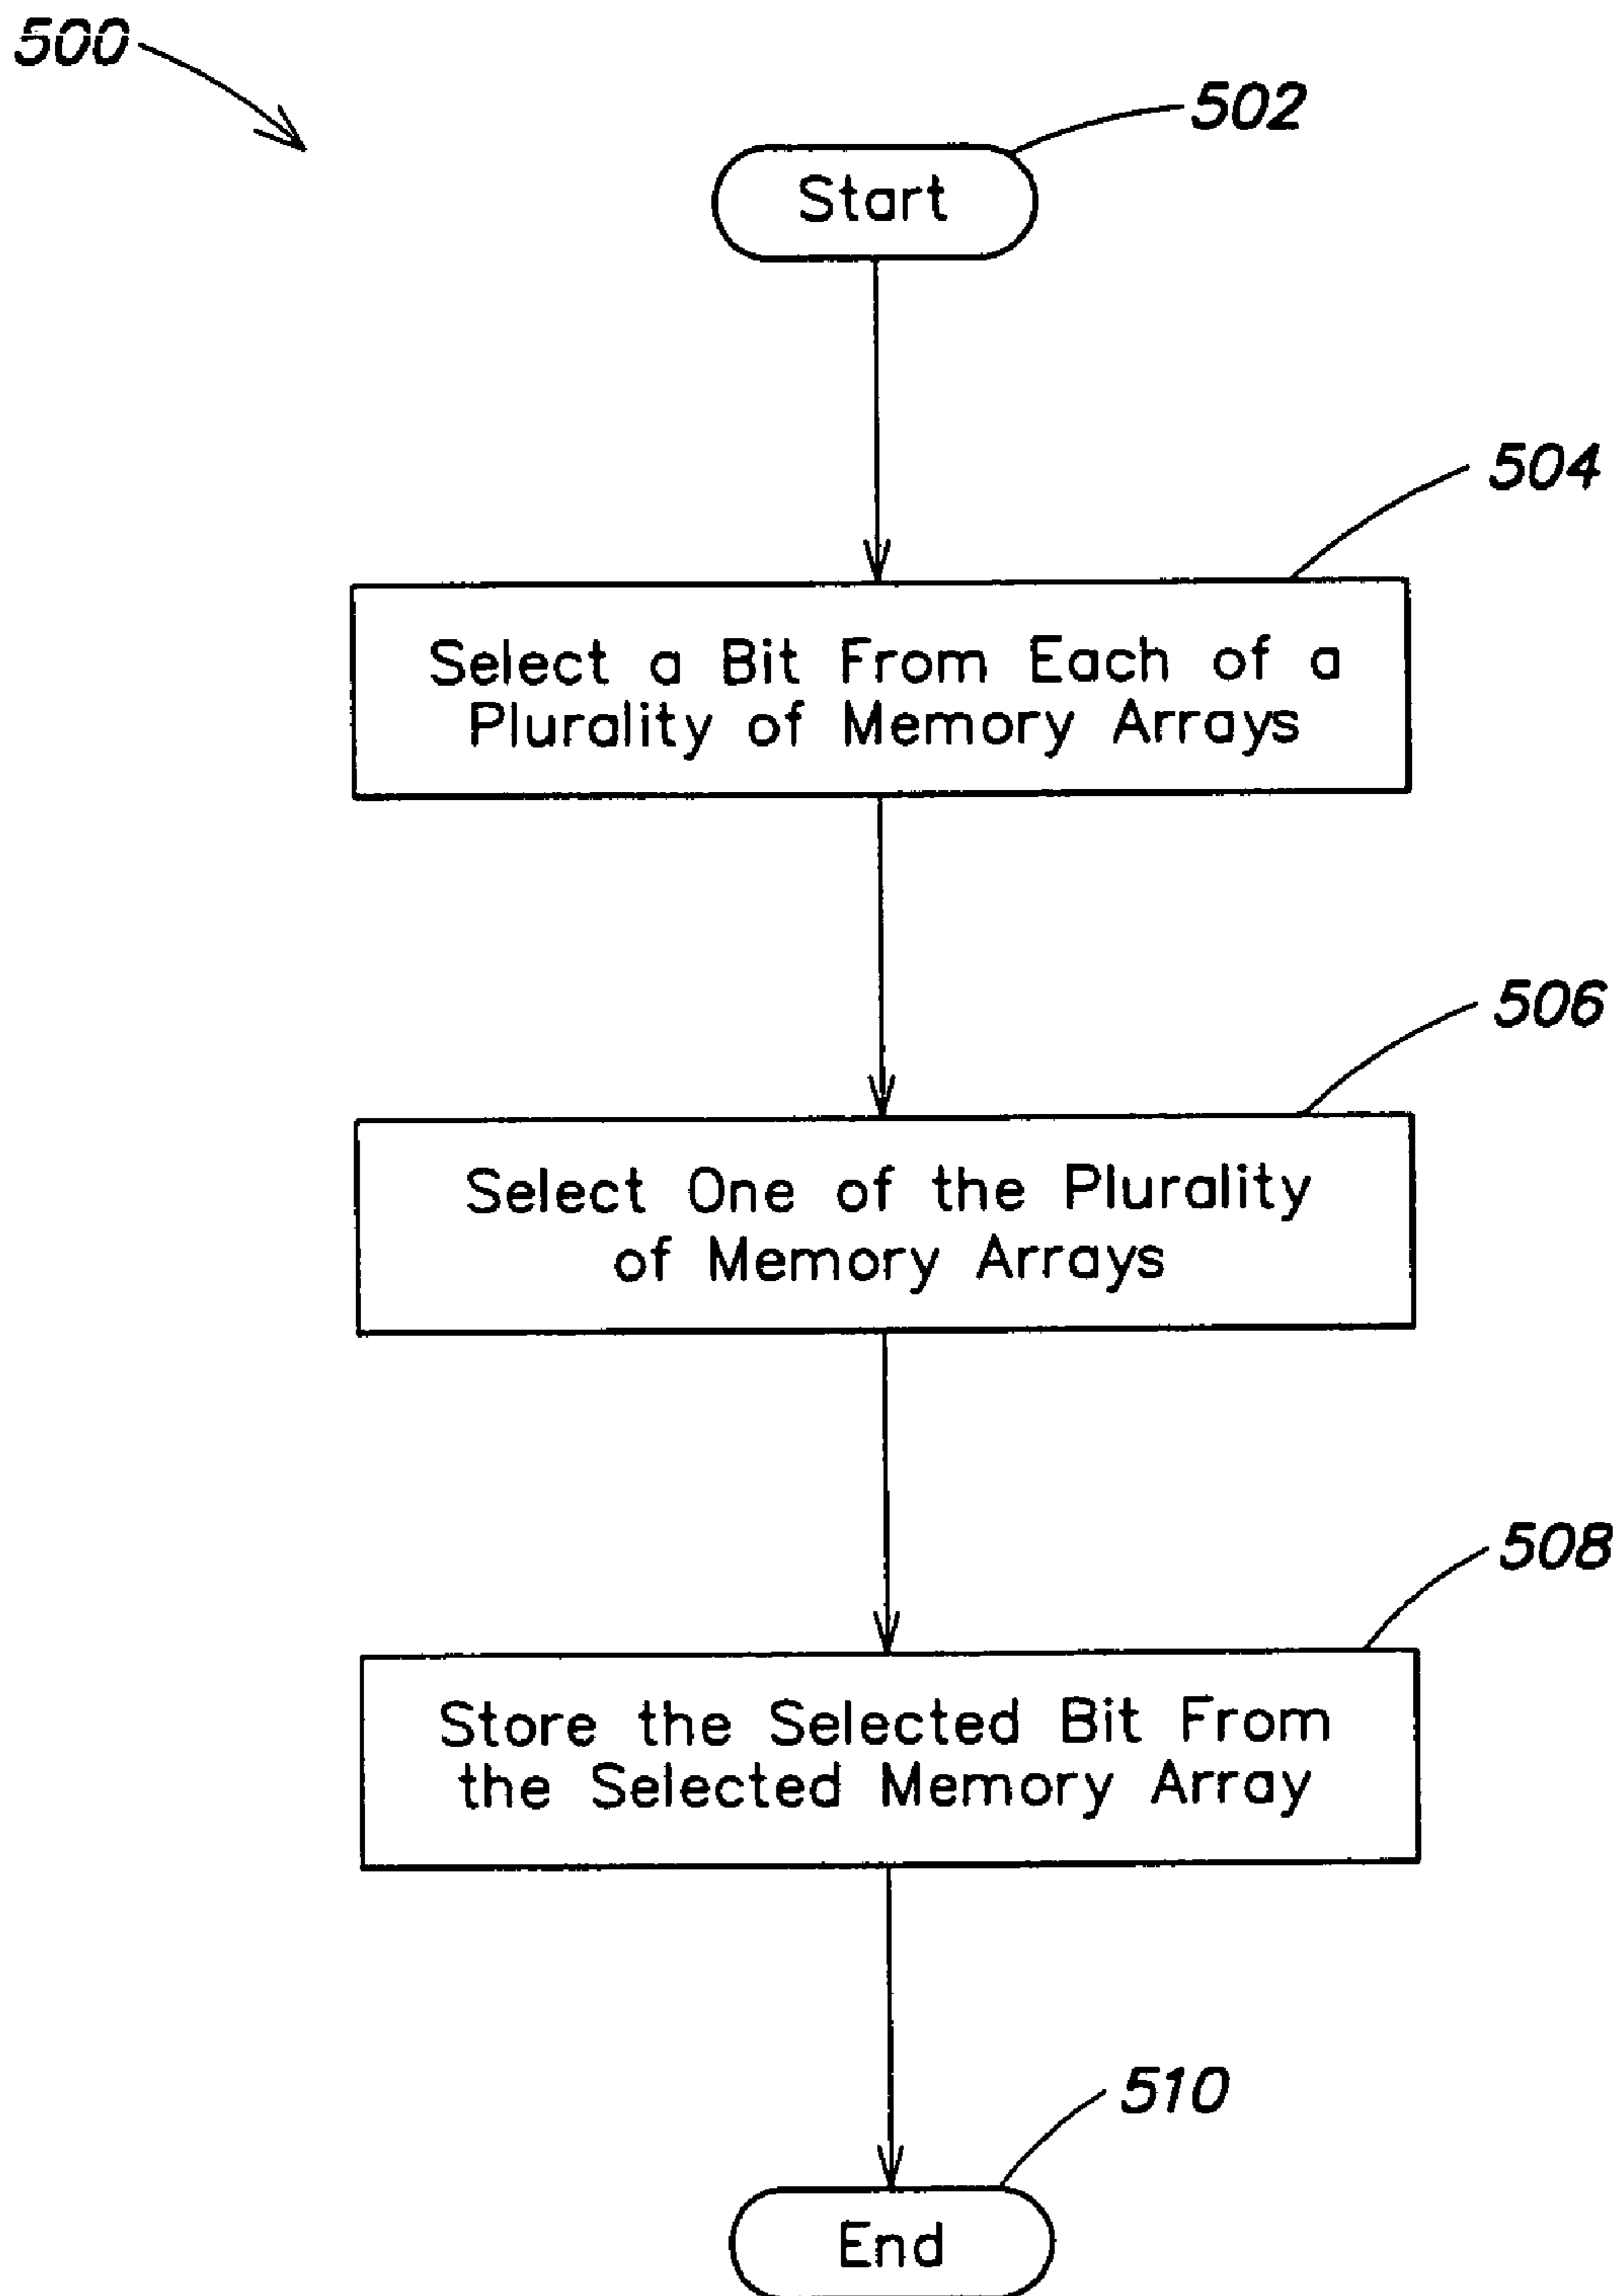 500
502
Start
504
Select a Bit From Each of a
Plurality of Memory Arrays
506
Select One of the Plurality
of Memory Arrays
508
Store the Selected Bit From
the Selected Memory Array
510
End